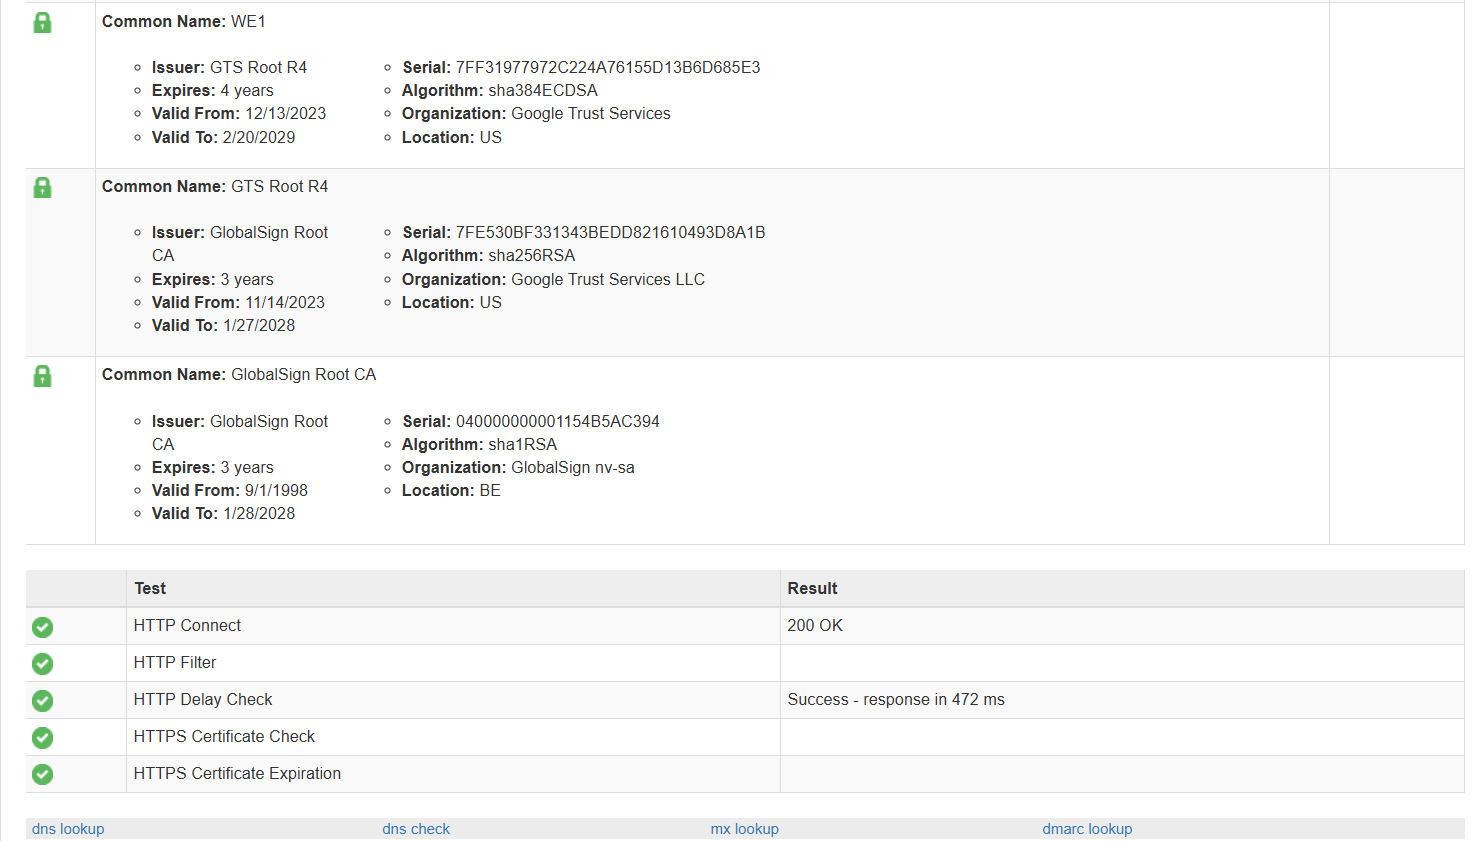 Common Name: WE1
Issuer: GTS Root R4
Expires: 4 years
Valid From: 12/13/2023
Valid To: 2/20/2029
Serial: 7FF31977972C224A76155D13B6D685E3
Algorithm: sha384ECDSA
Organization: Google Trust Services
Location: US
Common Name: GTS Root R4
Issuer: GlobalSign Root
CA
Expires: 3 years
Valid From: 11/14/2023
Valid To: 1/27/2028
Serial: 7FE530BF331343BEDD821610493D8A1B
Algorithm: sha256RSA
Organization: Google Trust Services LLC
Location: US
Common Name: GlobalSign Root CA
Issuer: GlobalSign Root
CA
Expires: 3 years
Valid From: 9/1/1998
Valid To: 1/28/2028
Serial: 040000000001154B5AC394
Algorithm: sha1RSA
Organization: GlobalSign nv-sa
Location: BE
Test Result
HTTP Connect 200 OK
HTTP Filter
HTTP Delay Check Success - response in 472 ms
HTTPS Certificate Check
HTTPS Certificate Expiration
dns lookup dns check mx lookup dmarc lookup